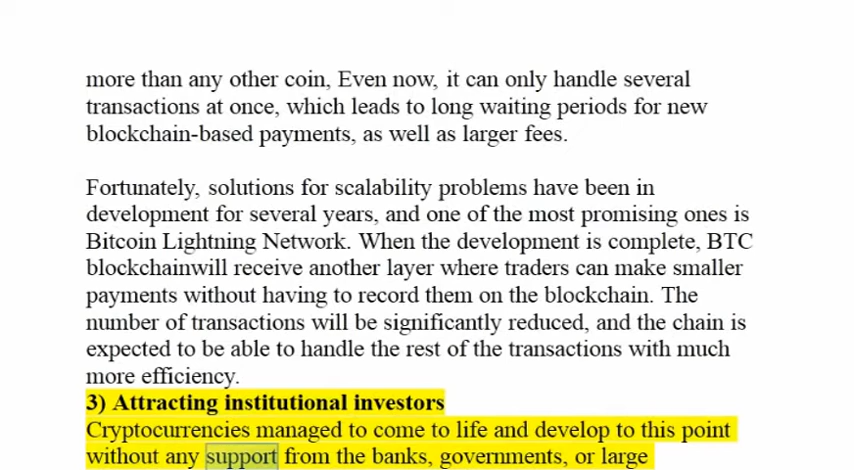 more than any other coin, Even now, it can only handle several
transactions at once, which leads to long waiting periods for new
blockchain-based payments, as well as larger fees.
Fortunately, solutions for scalability problems have been in
development for several years, and one of the most promising ones is
Bitcoin Lightning Network. When the development is complete, BTC
blockchainwill receive another layer where traders can make smaller
payments without having to record them on the blockchain. The
number of transactions will be significantly reduced, and the chain is
expected to be able to handle the rest of the transactions with much
more efficiency.
3) Attracting institutional investors
Cryptocurrencies managed to come to life and develop to this point
without any support from the banks, governments, or large